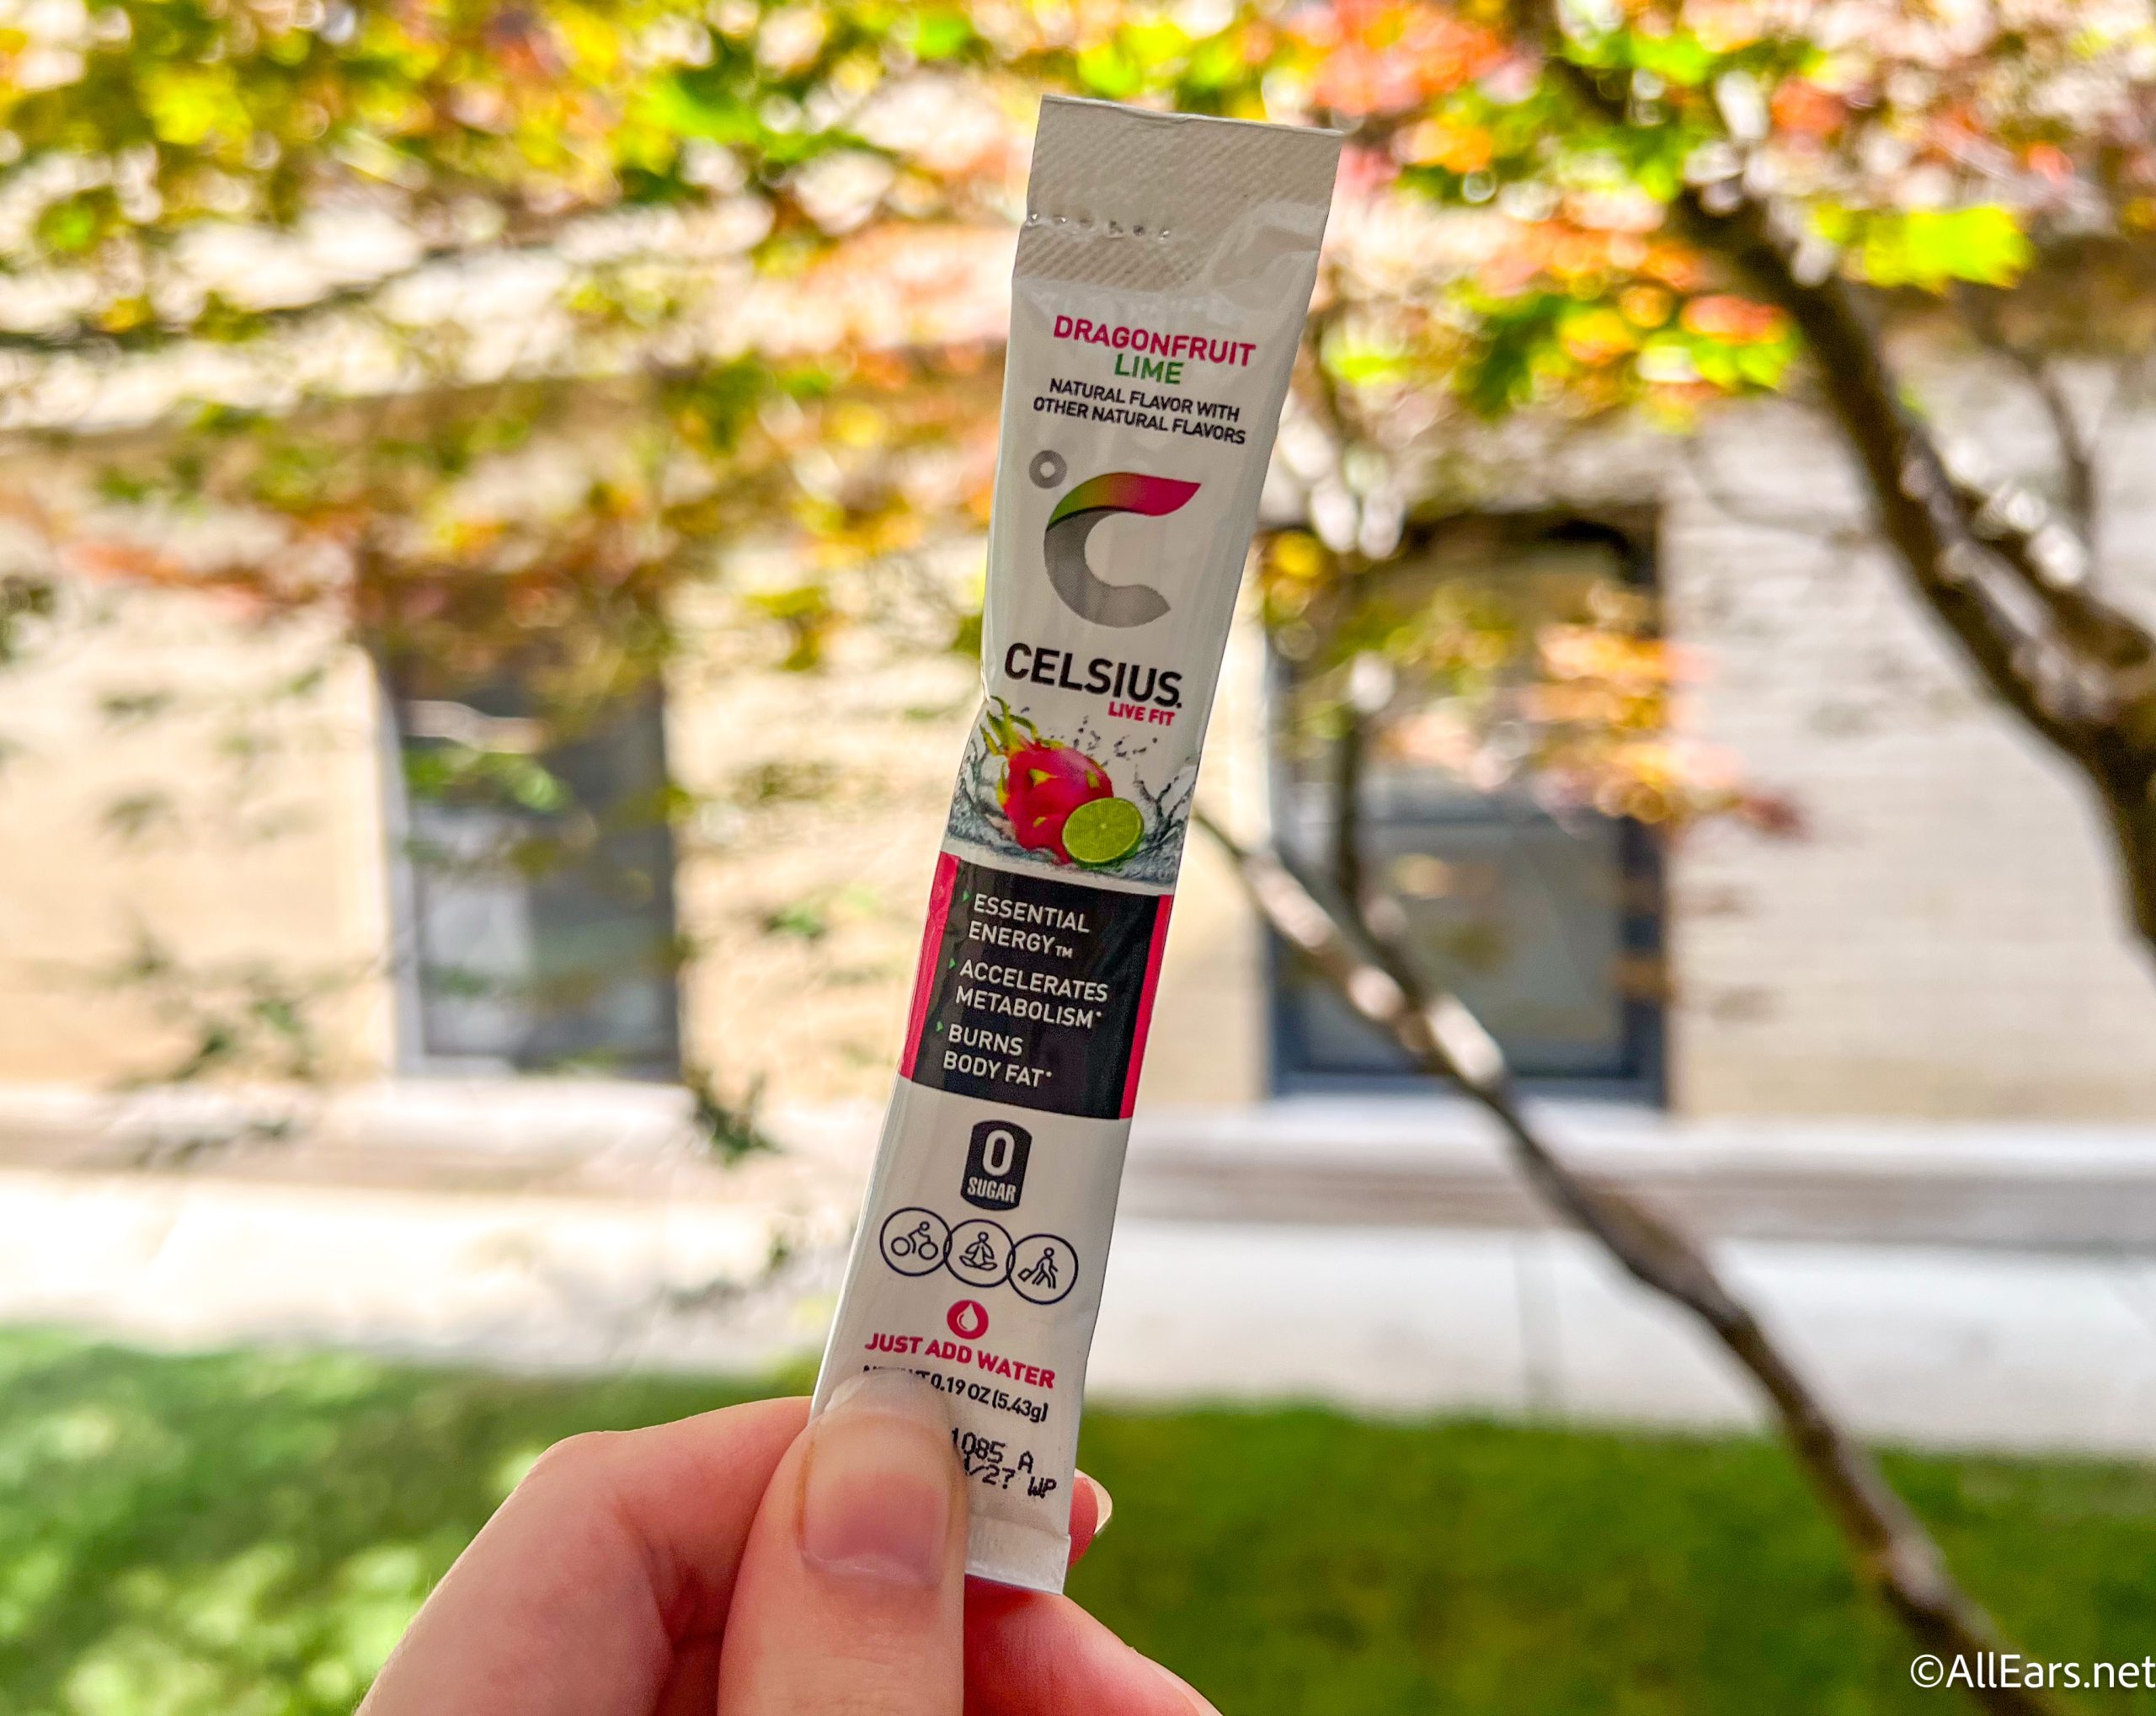 DRAGONFRUIT
LIME
NATURAL FLAVOR WITH
OTHER NATURAL FLAVORS
°C
CELSIUS.
LIVE FIT
ESSENTIAL
ENERGY™
ACCELERATES
METABOLISM*
BURNS
BODY FAT*
0
SUGAR
JUST ADD WATER
0.19 OZ (5.43g)
1085 A
/27 WP
©AllEars.net